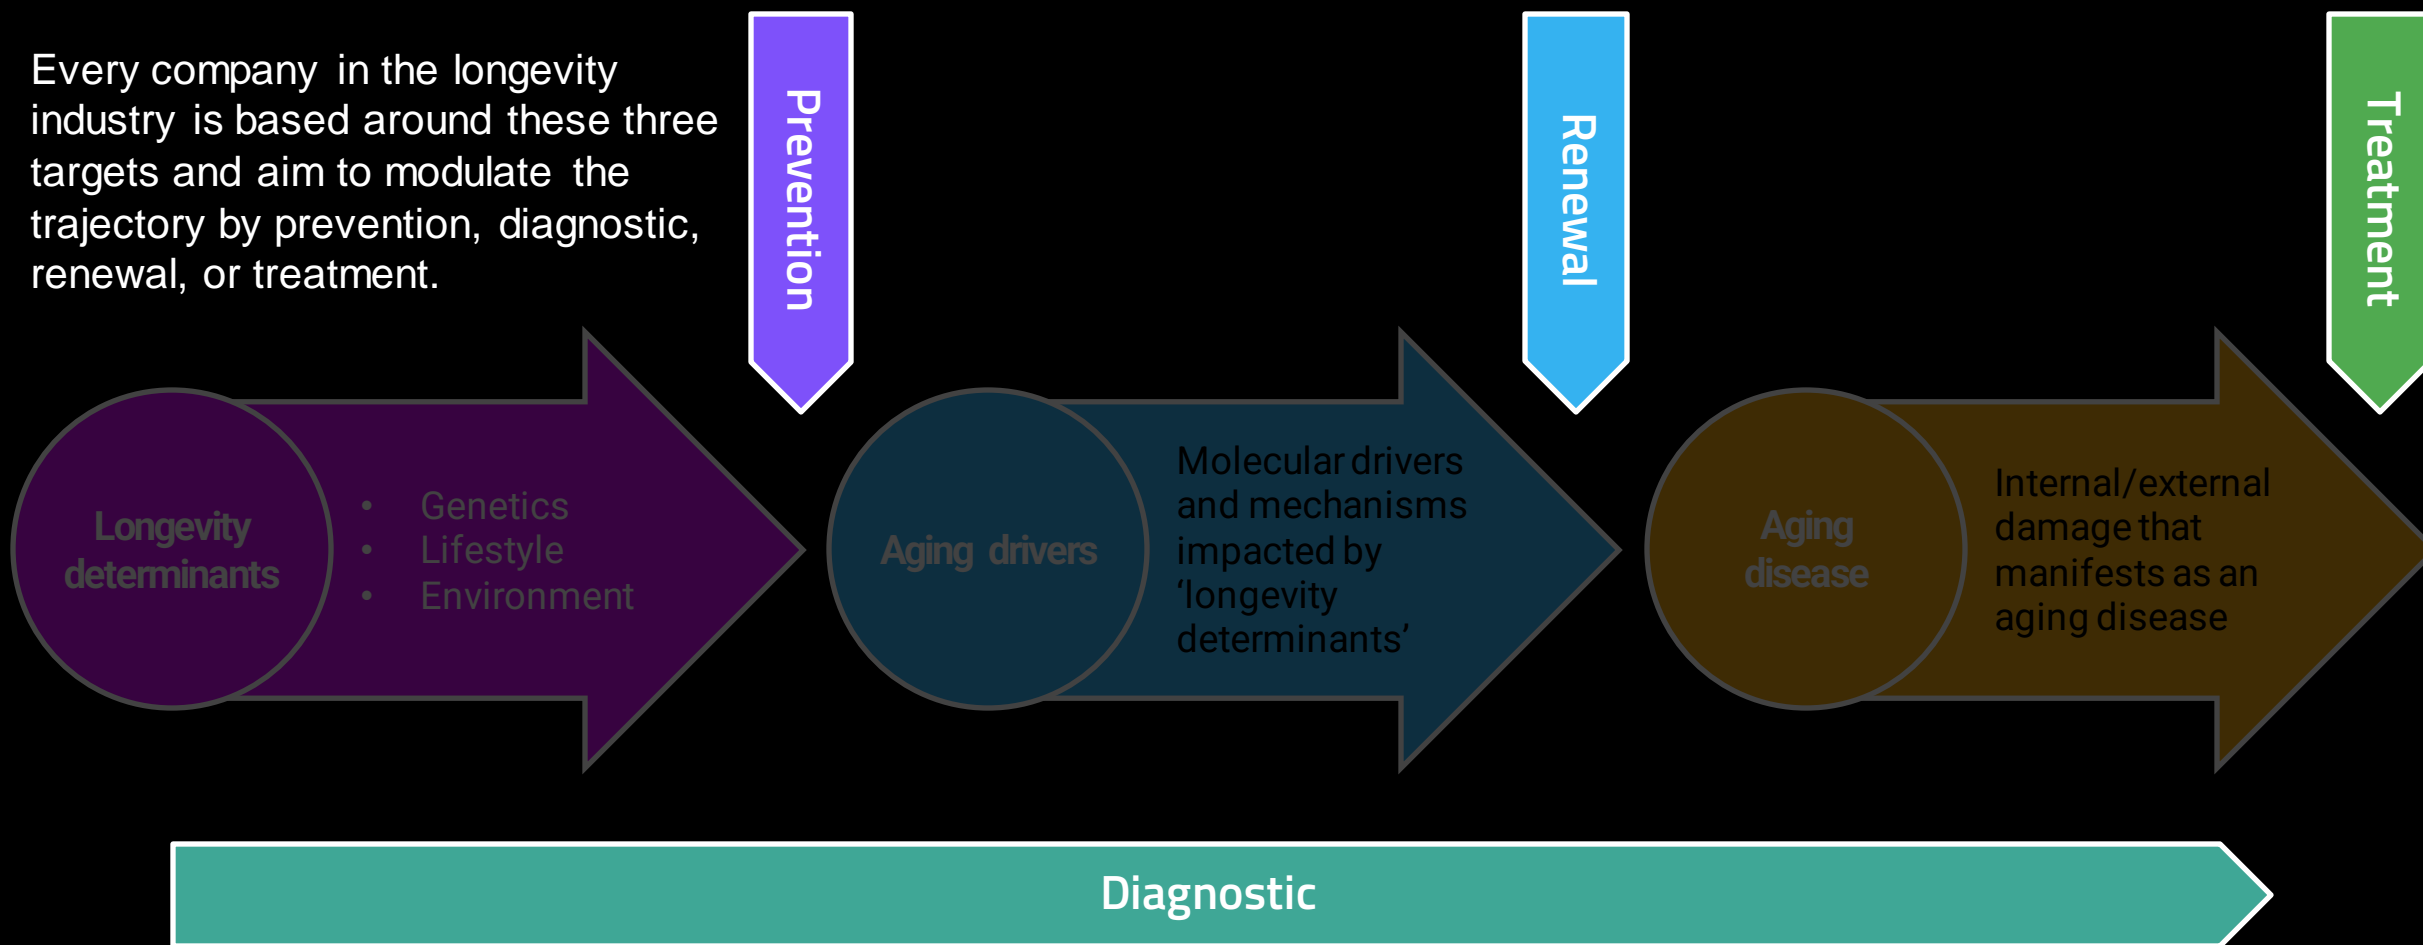 Every company in the longevity
industry is based around these three
targets and aim to modulate the
trajectory by prevention, diagnostic,
renewal, or treatment.
Prevention
Renewal
Treatment
Longevity
determinants
• Genetics
• Lifestyle
• Environment
Aging drivers
Molecular drivers
and mechanisms
impacted by
‘longevity
determinants’
Aging
disease
Internal/external
damage that
manifests as an
aging disease
Diagnostic